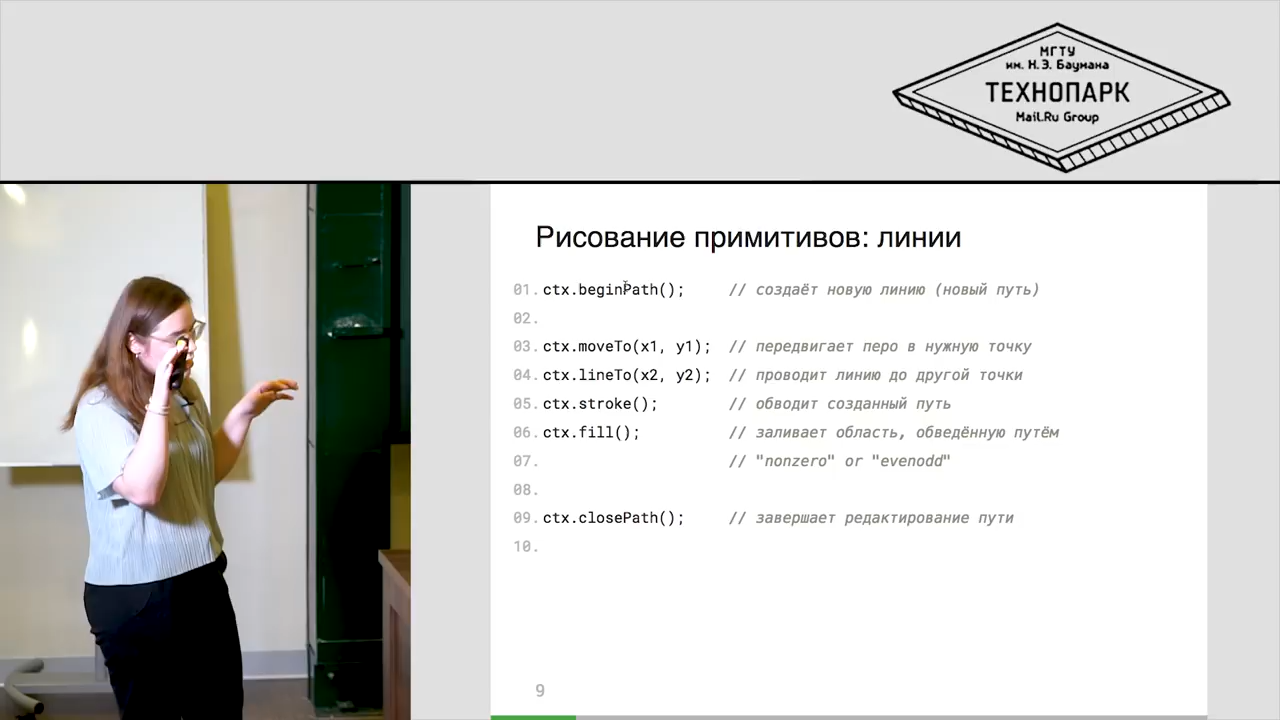 МГТУ
им. Н.Э. Баумана
ТЕХНОПАРК
Mail.Ru Group
Рисование примитивов: линии
01. ctx.beginPath(); // создаёт новую линию (новый путь)
02.
03. ctx.moveTo(x1, y1); // передвигает перо в нужную точку
04. ctx.lineTo(x2, y2); // проводит линию до другой точки
05. ctx.stroke(); // обводит созданный путь
06. ctx.fill(); // заливает область, обведённую путём
07. // "nonzero" or "evenodd"
08.
09. ctx.closePath(); // завершает редактирование пути
10.
9